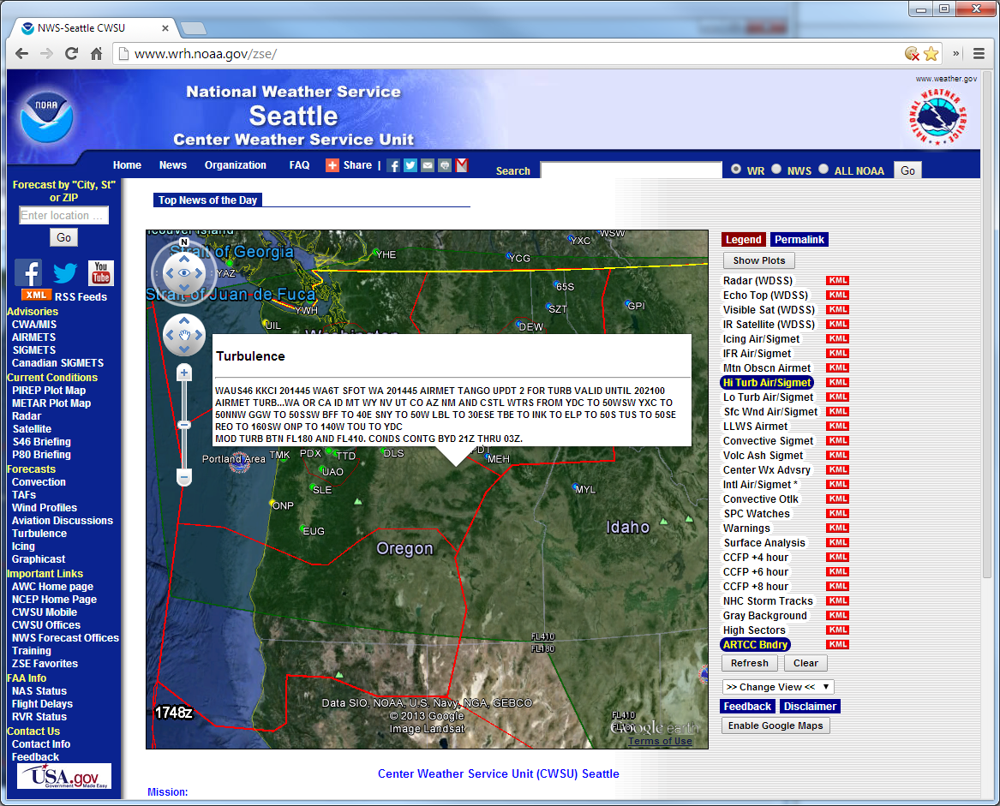 NWS-Seattle CWSU
www.wrh.noaa.gov/zse/
www.weather.gov
NOAA
National Weather Service
Seattle
Center Weather Service Unit
NATIONAL WEATHER SERVICE
Home News Organization FAQ Share | Search WR NWS ALL NOAA Go
Forecast by "City, St"
or ZIP
Enter location ...
Go
You
Tube
XML RSS Feeds
Advisories
CWA/MIS
AIRMETS
SIGMETS
Canadian SIGMETS
Current Conditions
PIREP Plot Map
METAR Plot Map
Radar
Satellite
S46 Briefing
P80 Briefing
Forecasts
Convection
TAFs
Wind Profiles
Aviation Discussions
Turbulence
Icing
Graphicast
Important Links
AWC Home page
NCEP Home Page
CWSU Mobile
CWSU Offices
NWS Forecast Offices
Training
ZSE Favorites
FAA Info
NAS Status
Flight Delays
RVR Status
Contact Us
Contact Info
Feedback
USA.gov
Government Made Easy
Top News of the Day
Island
WSW
YXC
N
Strait of Georgia
YHE
YCG
YAZ
65S
Strait of Juan de Fuca
YWH
SZT
GPI
UIL
DEW
Washington
Turbulence
WAUS46 KKCI 201445 WA6T SFOT WA 201445 AIRMET TANGO UPDT 2 FOR TURB VALID UNTIL 202100
AIRMET TURB...WA OR CA ID MT WY NV UT CO AZ NM AND CSTL WTRS FROM YDC TO 50WSW YXC TO
50NNW GGW TO 50SSW BFF TO 40E SNY TO 50W LBL TO 30ESE TBE TO INK TO ELP TO 50S TUS TO 50SE
REO TO 160SW ONP TO 140W TOU TO YDC
MOD TURB BTN FL180 AND FL410. CONDS CONTG BYD 21Z THRU 03Z.
Portland Area TMK PDX TTD DLS PDT MEH
UAO
SLE
MYL
ONP
EUG
Idaho
Oregon
FL410
FL180
Data SIO, NOAA, U.S. Navy, NGA, GEBCO
© 2013 Google
Image Landsat
1748z
FL410
Google earth
Terms of Use
Legend Permalink
Show Plots
Radar (WDSS) KML
Echo Top (WDSS) KML
Visible Sat (WDSS) KML
IR Satellite (WDSS) KML
Icing Air/Sigmet KML
IFR Air/Sigmet KML
Mtn Obscn Airmet KML
Hi Turb Air/Sigmet KML
Lo Turb Air/Sigmet KML
Sfc Wnd Air/Sigmet KML
LLWS Airmet KML
Convective Sigmet KML
Volc Ash Sigmet KML
Center Wx Advsry KML
Intl Air/Sigmet * KML
Convective Otlk KML
SPC Watches KML
Warnings KML
Surface Analysis KML
CCFP +4 hour KML
CCFP +6 hour KML
CCFP +8 hour KML
NHC Storm Tracks KML
Gray Background KML
High Sectors KML
ARTCC Bndry KML
Refresh Clear
>> Change View <<
Feedback Disclaimer
Enable Google Maps
Center Weather Service Unit (CWSU) Seattle
Mission: